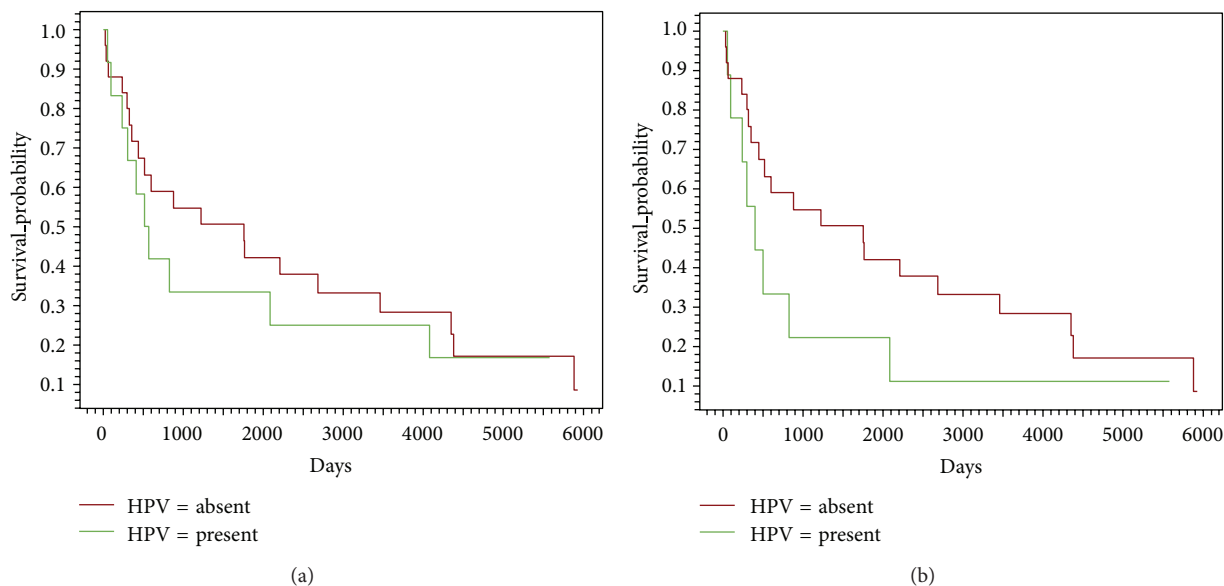 1.0
0.9
0.8
0.7
0.6
0.5
0.4
0.3
0.2
0.1
Survival_probability
0 1000 2000 3000 4000 5000 6000
Days
HPV = absent
HPV = present
(a)
1.0
0.9
0.8
0.7
0.6
0.5
0.4
0.3
0.2
0.1
Survival_probability
0 1000 2000 3000 4000 5000 6000
Days
HPV = absent
HPV = present
(b)